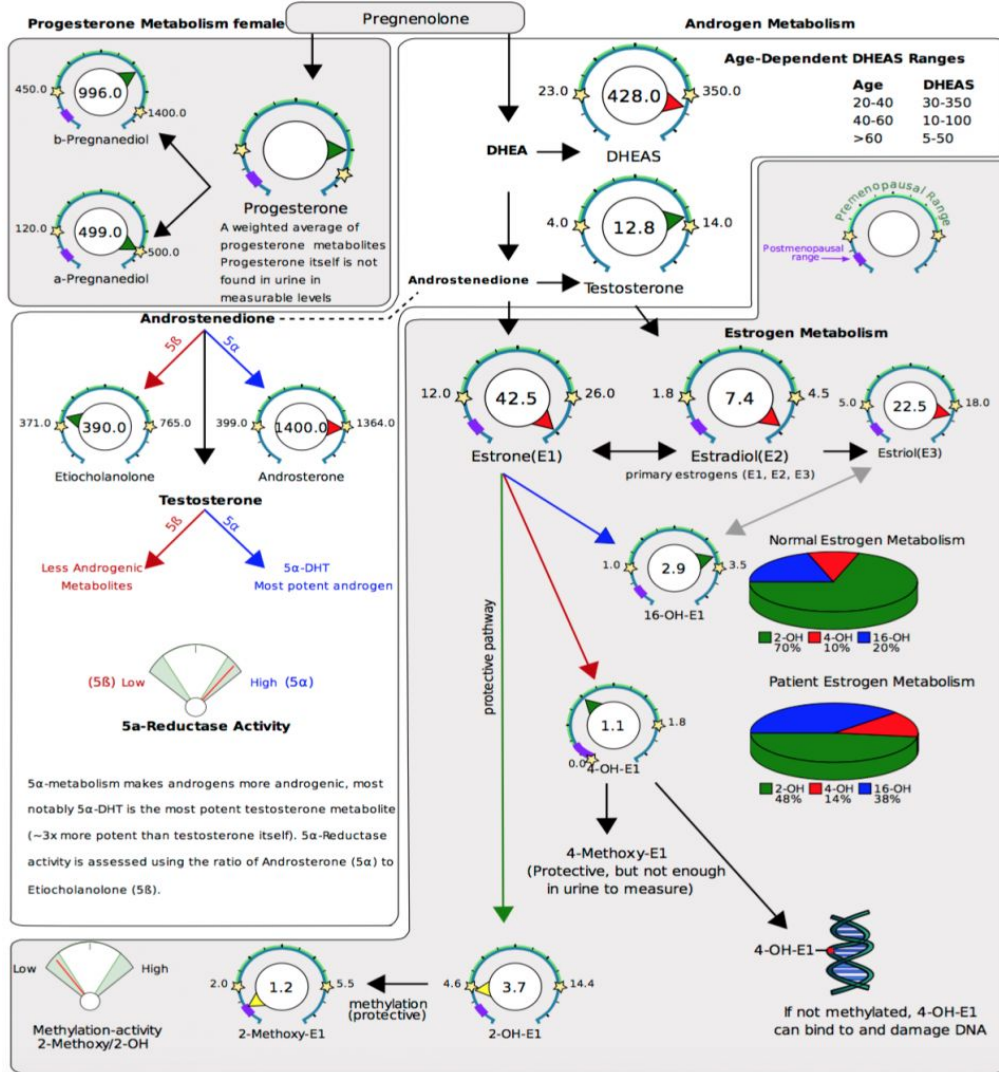 Progesterone Metabolism female
Pregnenolone
Androgen Metabolism
450.0
996.0
1400.0
b-Pregnanediol
120.0
499.0
500.0
a-Pregnanediol
Progesterone
A weighted average of
progesterone metabolites
Progesterone itself is not
found in urine in
measurable levels
DHEA
23.0
428.0
350.0
DHEAS
Age-Dependent DHEAS Ranges
Age DHEAS
20-40 30-350
40-60 10-100
>60 5-50
4.0
12.8
14.0
Androstenedione
Testosterone
Premenopausal Range
Postmenopausal
range
Androstenedione
5ß
5α
371.0
390.0
765.0
Etiocholanolone
399.0
1400.0
1364.0
Androsterone
Testosterone
5ß
5α
Less Androgenic
Metabolites
5α-DHT
Most potent androgen
(5ß) Low
High (5α)
5a-Reductase Activity
5α-metabolism makes androgens more androgenic, most
notably 5α-DHT is the most potent testosterone metabolite
(~3x more potent than testosterone itself). 5α-Reductase
activity is assessed using the ratio of Androsterone (5α) to
Etiocholanolone (5ß).
Estrogen Metabolism
12.0
42.5
26.0
Estrone(E1)
1.8
7.4
4.5
Estradiol(E2)
primary estrogens (E1, E2, E3)
5.0
22.5
18.0
Estriol(E3)
1.0
2.9
3.5
16-OH-E1
Normal Estrogen Metabolism
2-OH 4-OH 16-OH
70% 10% 20%
protective pathway
0.0
1.1
1.8
4-OH-E1
Patient Estrogen Metabolism
2-OH 4-OH 16-OH
48% 14% 38%
4-Methoxy-E1
(Protective, but not enough
in urine to measure)
4-OH-E1
If not methylated, 4-OH-E1
can bind to and damage DNA
Low
High
Methylation-activity
2-Methoxy/2-OH
2.0
1.2
5.5
2-Methoxy-E1
methylation
(protective)
4.6
3.7
14.4
2-OH-E1